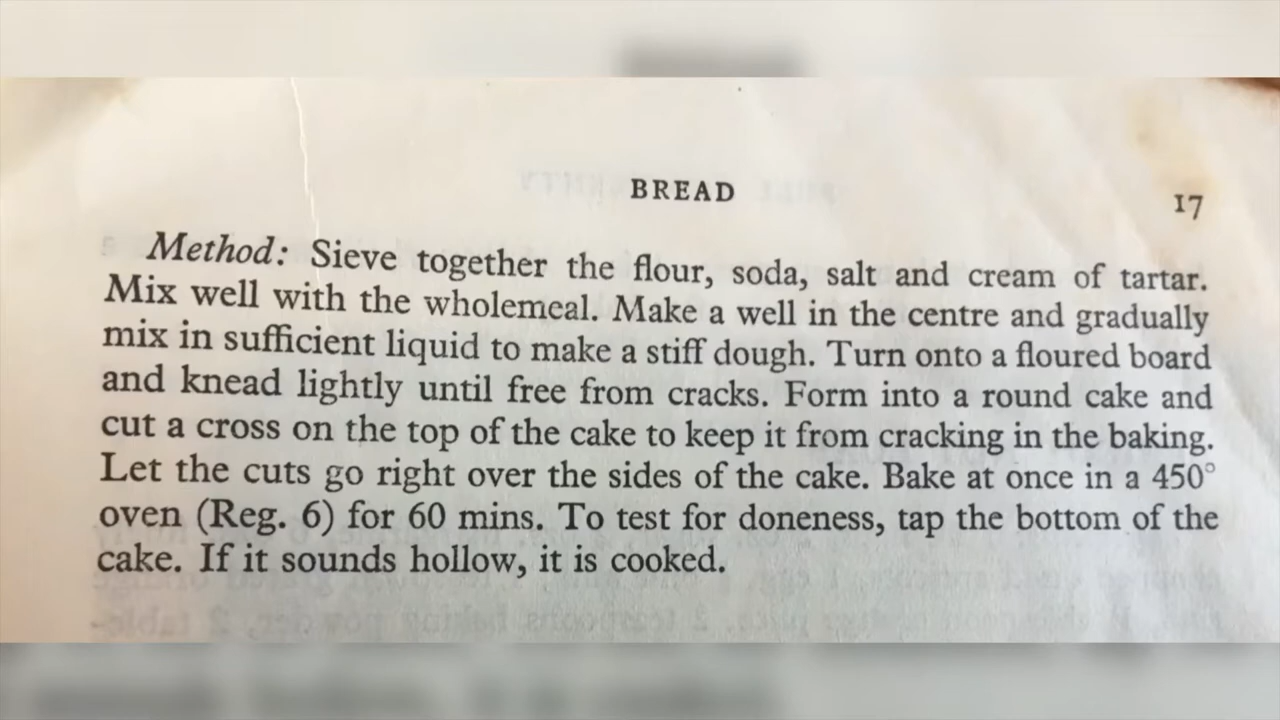 BREAD 17
Method: Sieve together the flour, soda, salt and cream of tartar.
Mix well with the wholemeal. Make a well in the centre and gradually
mix in sufficient liquid to make a stiff dough. Turn onto a floured board
and knead lightly until free from cracks. Form into a round cake and
cut a cross on the top of the cake to keep it from cracking in the baking.
Let the cuts go right over the sides of the cake. Bake at once in a 450°
oven (Reg. 6) for 60 mins. To test for doneness, tap the bottom of the
cake. If it sounds hollow, it is cooked.